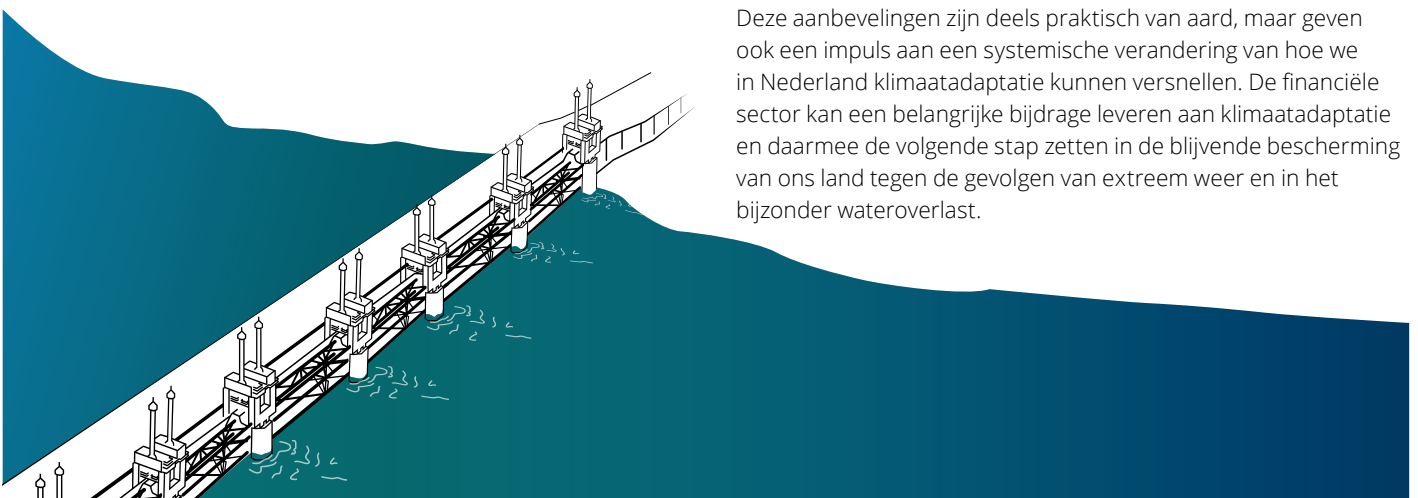 Deze aanbevelingen zijn deels praktisch van aard, maar geven
ook een impuls aan een systemische verandering van hoe we
in Nederland klimaatadaptatie kunnen versnellen. De financiële
sector kan een belangrijke bijdrage leveren aan klimaatadaptatie
en daarmee de volgende stap zetten in de blijvende bescherming
van ons land tegen de gevolgen van extreem weer en in het
bijzonder wateroverlast.